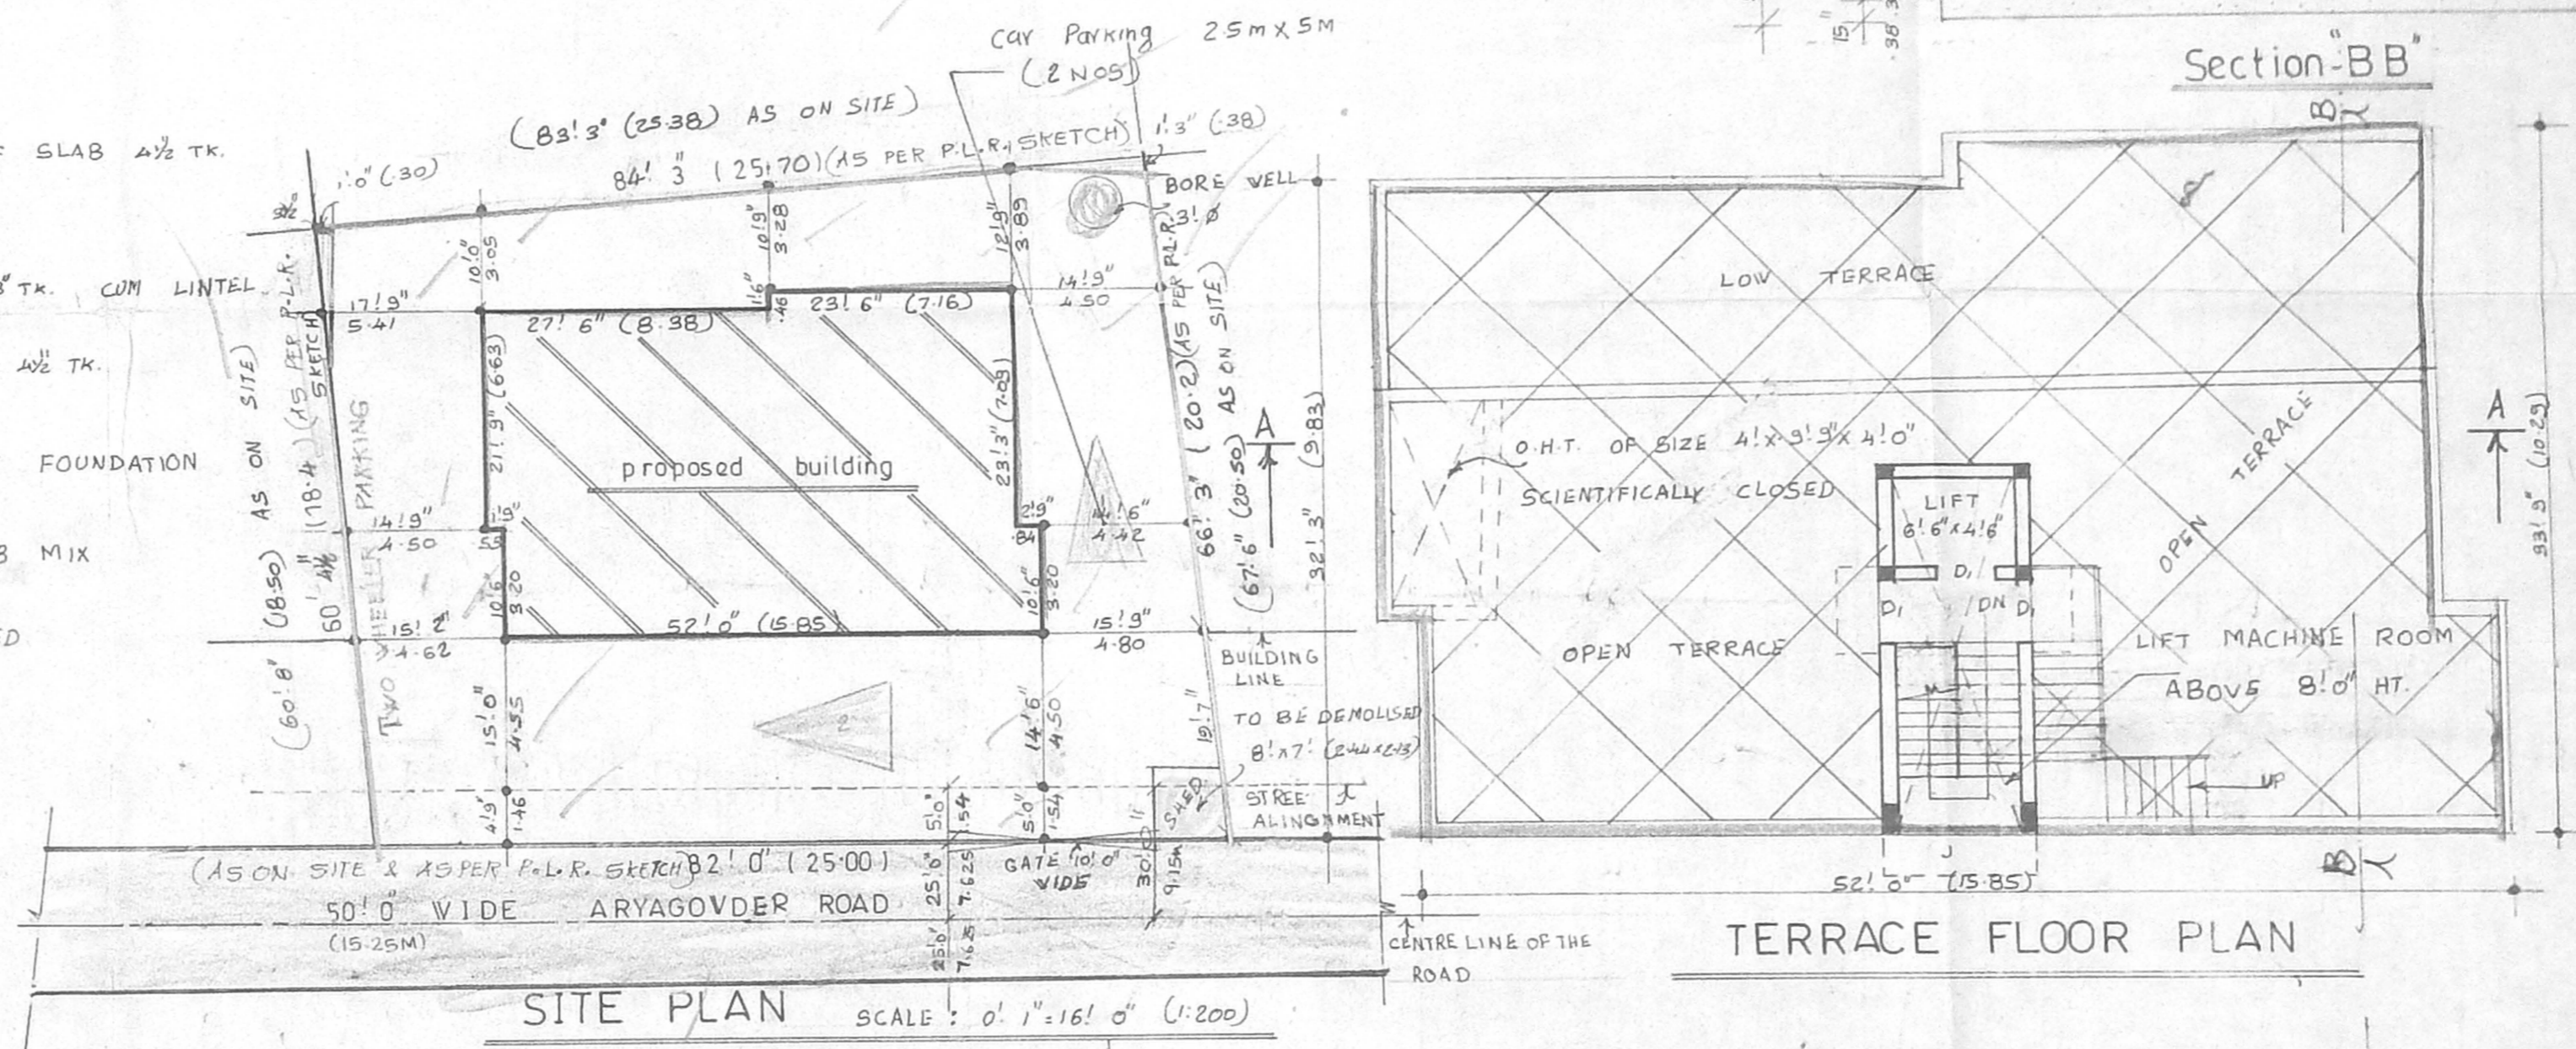 Car Parking 2.5m x 5M
(2 NOS)
(83'.3" (25.38) AS ON SITE)
84'. 3" (25.70)(AS PER P.L.R. SKETCH)
1'.3" (.38)
1'.0" (.30)
SLAB 4½ TK.
BORE WELL
3'. ø
10'.0"
3.05
10'.9"
3.28
12'.9"
3.89
TK. CUM LINTEL
17'.9"
5.41
1'.6"
.46
27'. 6" (8.38)
23'. 6" (7.16)
14'.9"
4.50
4½" TK.
21'.9" (6.63)
23'.3" (7.09)
FOUNDATION
proposed building
MIX
14'.9"
4.50
2'.9"
.84
14'.6"
4.42
10'.6"
3.20
10'.6"
3.20
52'.0" (15.85)
15'.2"
4.62
15'.9"
4.80
(60'.8" (18.50) AS ON SITE)
60'. 4½" (18.4) (AS PER P.L.R. SKETCH)
TWO WHEELER PARKING
66'. 3" (20.2)(AS PER P.L.R.)
(67'.6" (20.50) AS ON SITE)
A
32'.3" (9.83)
BUILDING
LINE
15'.0"
4.55
14'.6"
4.50
2
19'.7"
TO BE DEMOLISED
8'.x7'. (2.44x2.13)
SHED
STREE T
ALINGNMENT
4'.9"
1.46
5'.0"
1.54
5'.0"
1.54
(AS ON SITE & AS PER P.L.R. SKETCH) 82'. 0" (25.00)
25'.0"
7.625
GATE 10'.0"
WIDE
30'.0"
9.15m
50'.0" WIDE ARYAGOVDER ROAD
(15.25M)
25'.0"
7.625
CENTRE LINE OF THE
ROAD
SITE PLAN SCALE : 0'. 1"=16'. 0" (1:200)
15"
.38
Section-"BB"
B
LOW TERRACE
O.H.T. OF SIZE 4'.x9'.9"x4'.0"
SCIENTIFICALLY CLOSED
OPEN TERRACE
A
33'.9" (10.29)
LIFT
6'.6"x4'.6"
D1
D1 DN D1
OPEN TERRACE
LIFT MACHINE ROOM
ABOVE 8'.0" HT.
UP
B
52'.0" (15.85)
TERRACE FLOOR PLAN